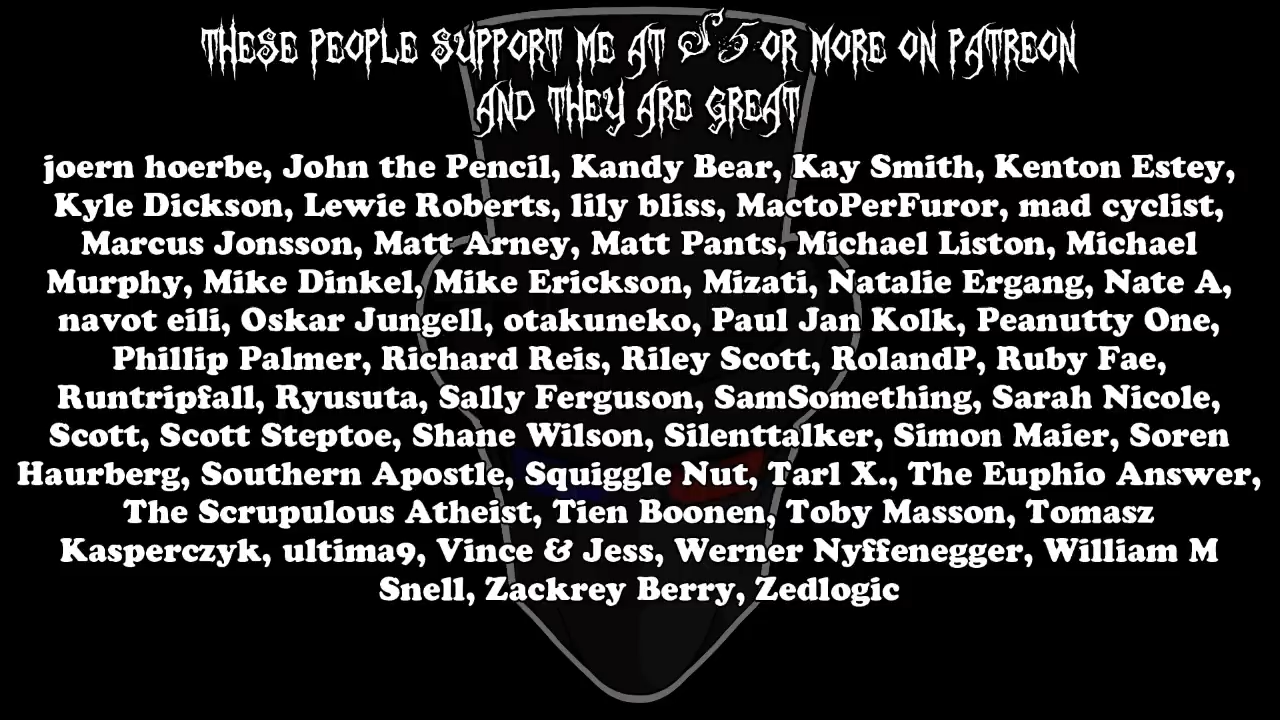 THESE PEOPLE SUPPORT ME AT $5 OR MORE ON PATREON
AND THEY ARE GREAT
joern hoerbe, John the Pencil, Kandy Bear, Kay Smith, Kenton Estey,
Kyle Dickson, Lewie Roberts, lily bliss, MactoPerFuror, mad cyclist,
Marcus Jonsson, Matt Arney, Matt Pants, Michael Liston, Michael
Murphy, Mike Dinkel, Mike Erickson, Mizati, Natalie Ergang, Nate A,
navot eili, Oskar Jungell, otakuneko, Paul Jan Kolk, Peanutty One,
Phillip Palmer, Richard Reis, Riley Scott, RolandP, Ruby Fae,
Runtripfall, Ryusuta, Sally Ferguson, SamSomething, Sarah Nicole,
Scott, Scott Steptoe, Shane Wilson, Silenttalker, Simon Maier, Soren
Haurberg, Southern Apostle, Squiggle Nut, Tarl X., The Euphio Answer,
The Scrupulous Atheist, Tien Boonen, Toby Masson, Tomasz
Kasperczyk, ultima9, Vince & Jess, Werner Nyffenegger, William M
Snell, Zackrey Berry, Zedlogic